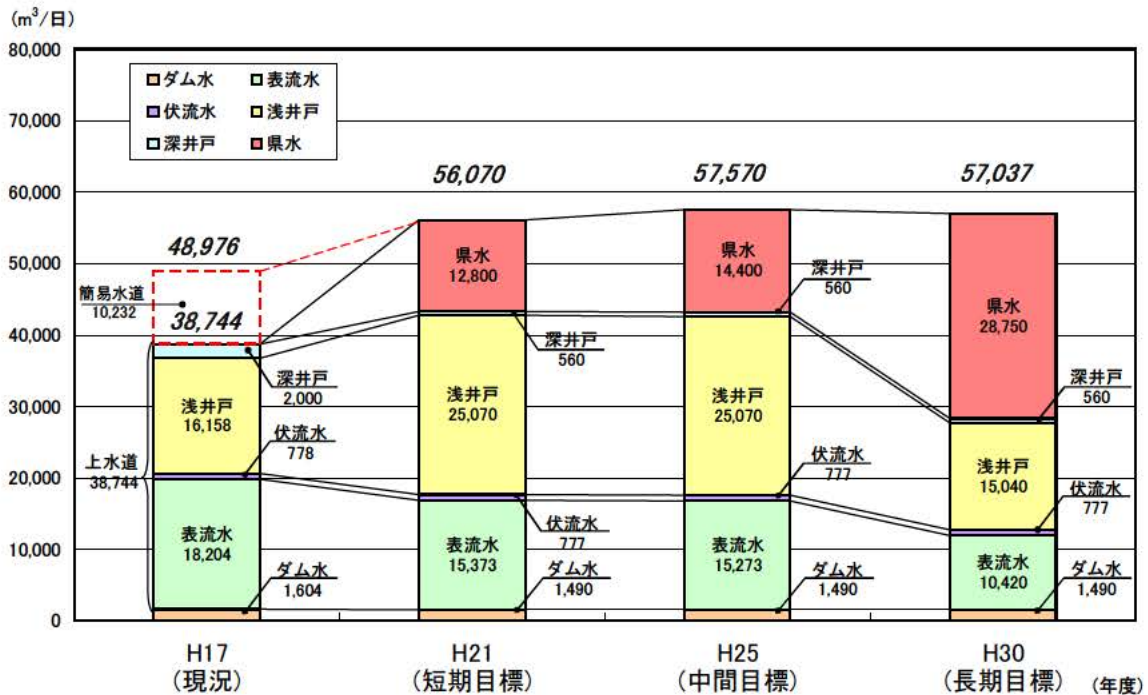 (m³/日)
80,000
70,000
60,000
50,000
40,000
30,000
20,000
10,000
0
ダム水 表流水
伏流水 浅井戸
深井戸 県水
48,976
簡易水道
10,232
38,744
深井戸
2,000
浅井戸
16,158
伏流水
778
上水道
38,744
表流水
18,204
ダム水
1,604
56,070
県水
12,800
深井戸
560
浅井戸
25,070
伏流水
777
表流水
15,373
ダム水
1,490
57,570
県水
14,400
深井戸
560
浅井戸
25,070
伏流水
777
表流水
15,273
ダム水
1,490
57,037
県水
28,750
深井戸
560
浅井戸
15,040
伏流水
777
表流水
10,420
ダム水
1,490
H17
(現況)
H21
(短期目標)
H25
(中間目標)
H30
(長期目標)
(年度)